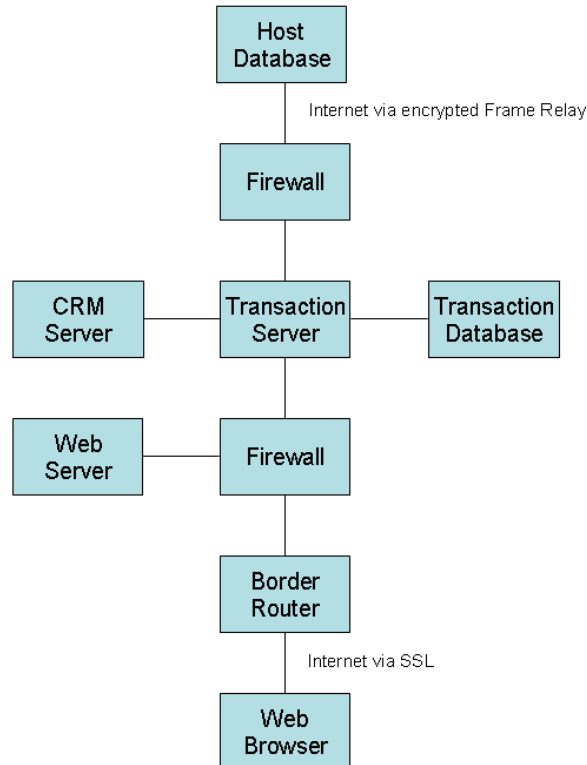 Host
Database
Internet via encrypted Frame Relay
Firewall
CRM
Server
Transaction
Server
Transaction
Database
Web
Server
Firewall
Border
Router
Internet via SSL
Web
Browser